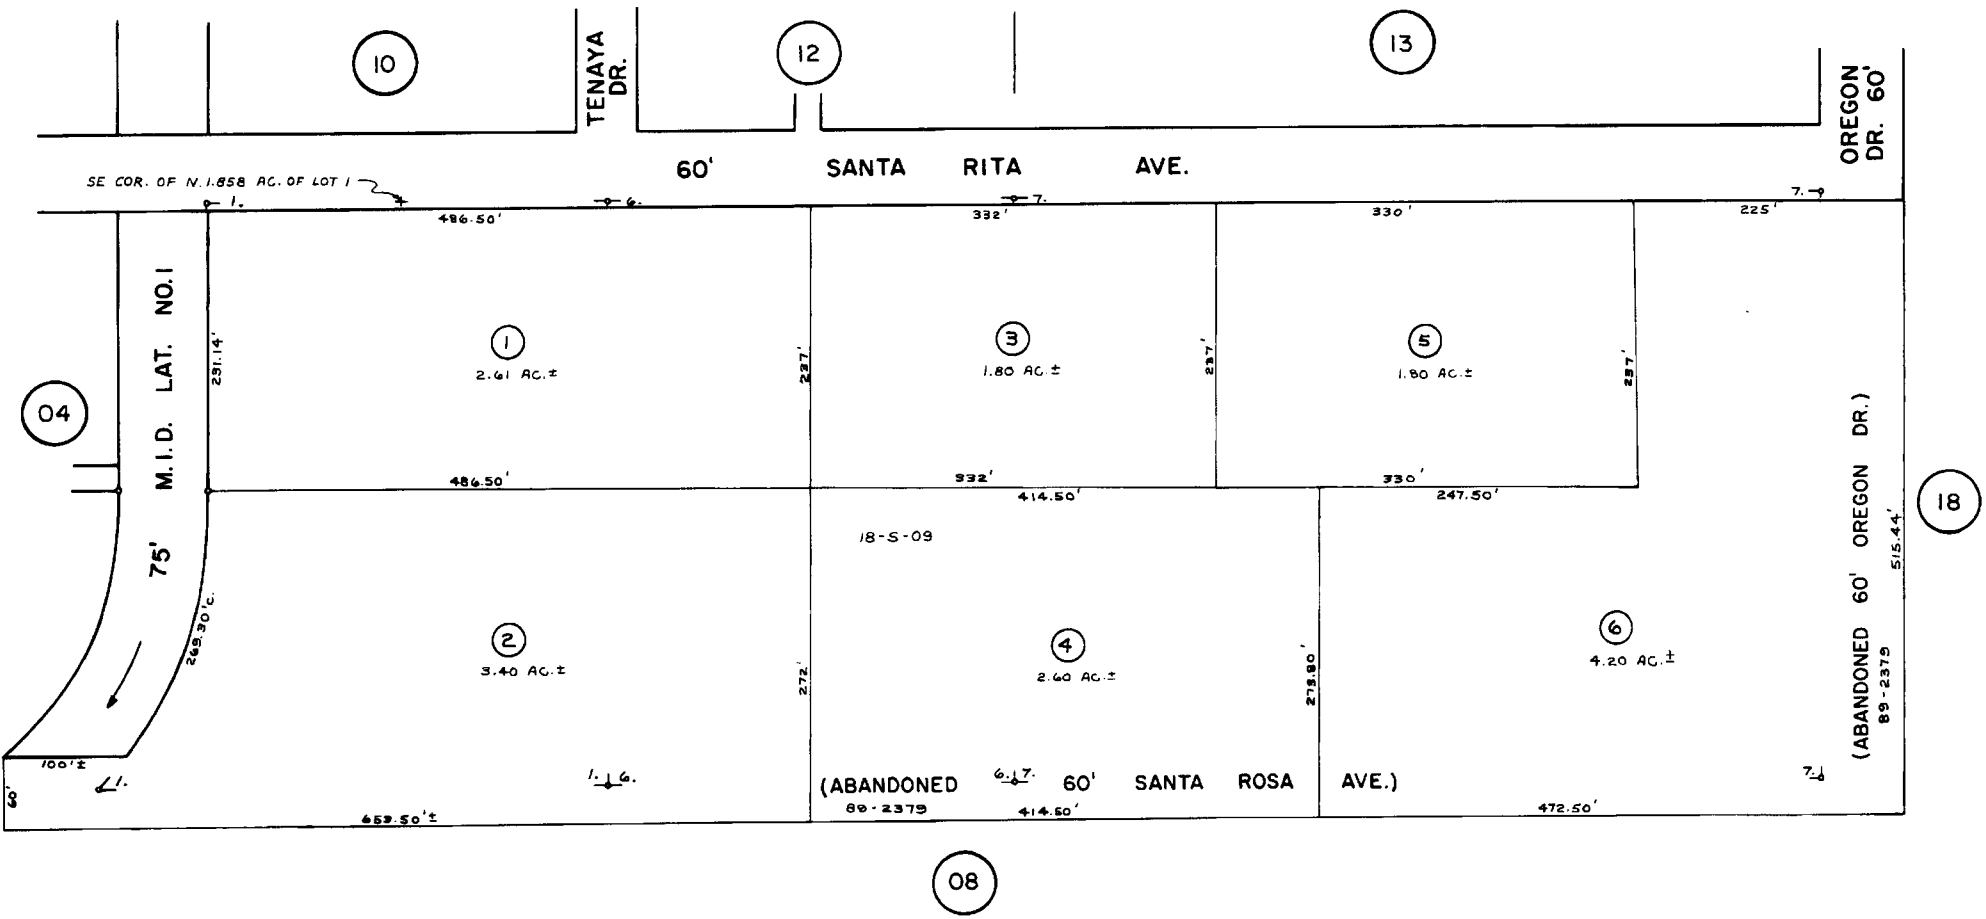 10
TENAYA
DR.
12
13
OREGON
DR. 60'
60' SANTA RITA AVE.
SE COR. OF N. 1.858 AC. OF LOT 1
1.
6.
7.
7.
486.50'
332'
330'
225'
M.I.D. LAT. NO.1
75'
231.14'
1
2.61 AC.±
237'
3
1.80 AC.±
237'
5
1.80 AC.±
237'
04
486.50'
332'
330'
414.50'
247.50'
18
18-S-09
(ABANDONED 60' OREGON DR.)
89-2379
515.44'
269.30'c.
2
3.40 AC.±
272'
4
2.60 AC.±
273.80'
6
4.20 AC.±
100'±
1.
1. 6.
6. 7.
7.
(ABANDONED 60' SANTA ROSA AVE.)
89-2379
659.50'±
414.50'
472.50'
08